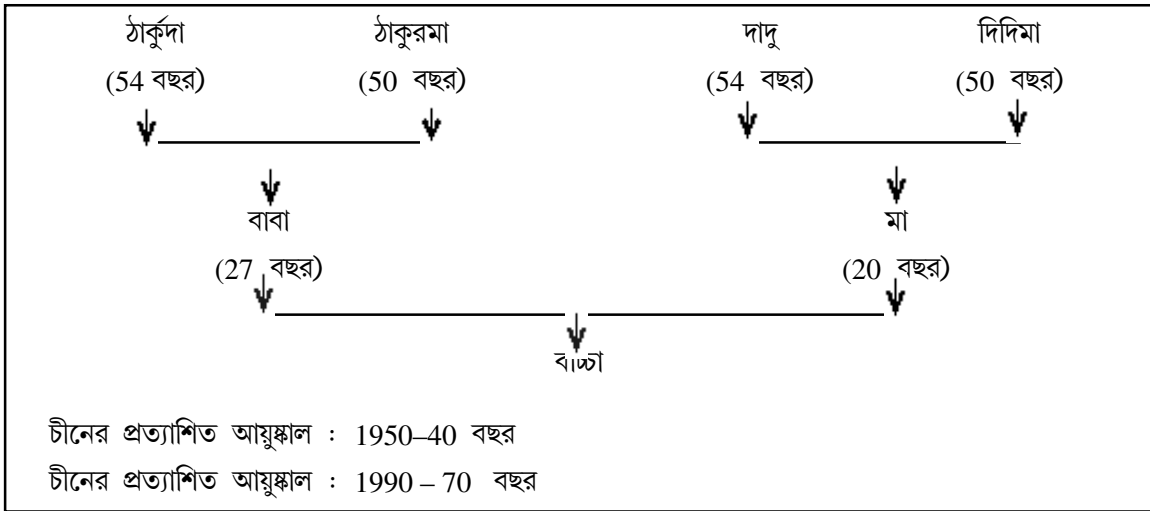 ঠার্কুদা ঠাকুরমা দাদু দিদিমা
(54 বছর) (50 বছর) (54 বছর) (50 বছর)
বাবা মা
(27 বছর) (20 বছর)
বাচ্চা
চীনের প্রত্যাশিত আয়ুষ্কাল : 1950–40 বছর
চীনের প্রত্যাশিত আয়ুষ্কাল : 1990 – 70 বছর